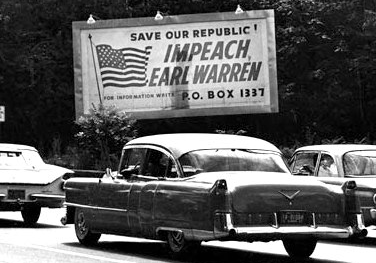 SAVE OUR REPUBLIC!
IMPEACH
EARL WARREN
FOR INFORMATION WRITE P.O. BOX 1337